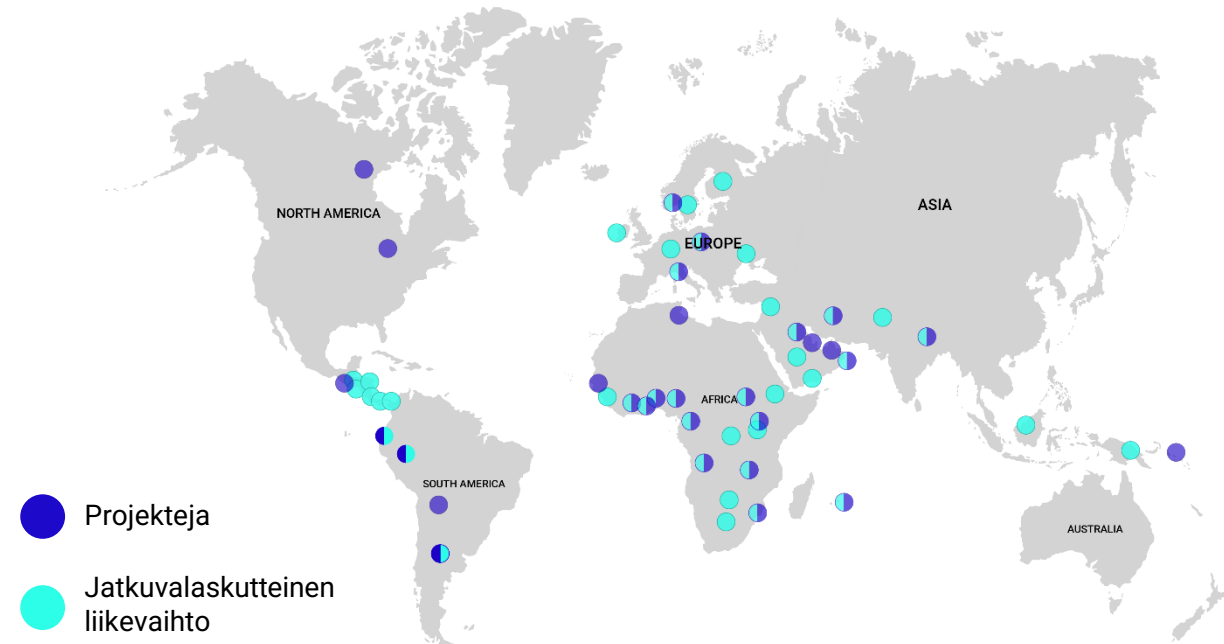 ASIA
NORTH AMERICA
EUROPE
AFRICA
SOUTH AMERICA
AUSTRALIA
Projekteja
Jatkuvalaskutteinen
liikevaihto